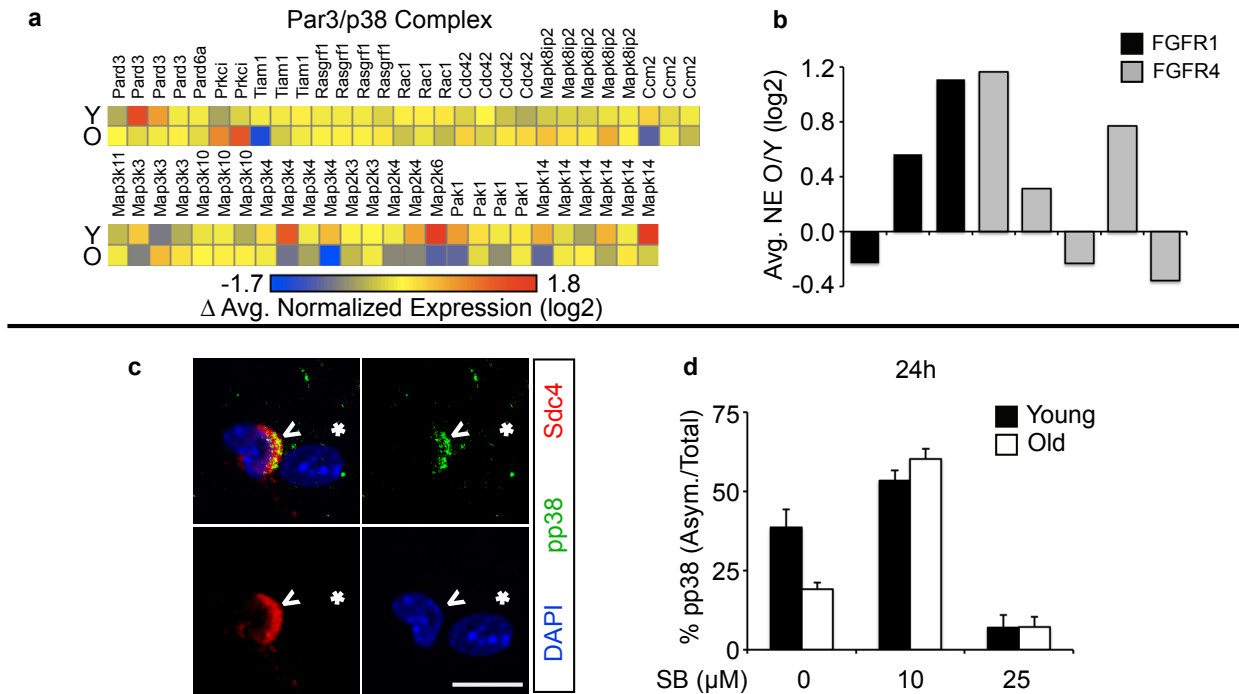 a
Par3/p38 Complex
Pard3 Pard3 Pard3 Pard3 Pard6a Prkci Prkci Tiam1 Tiam1 Tiam1 Rasgrf1 Rasgrf1 Rasgrf1 Rasgrf1 Rac1 Rac1 Rac1 Cdc42 Cdc42 Cdc42 Cdc42 Mapk8ip2 Mapk8ip2 Mapk8ip2 Mapk8ip2 Mapk8ip2 Ccm2 Ccm2 Ccm2
Y
O
Map3k11 Map3k3 Map3k3 Map3k3 Map3k10 Map3k10 Map3k10 Map3k4 Map3k4 Map3k4 Map3k4 Map2k3 Map2k3 Map2k4 Map2k4 Map2k6 Pak1 Pak1 Pak1 Pak1 Mapk14 Mapk14 Mapk14 Mapk14 Mapk14 Mapk14
Y
O
-1.7 1.8
Δ Avg. Normalized Expression (log2)
b
FGFR1
FGFR4
Avg. NE O/Y (log2)
1.2
0.8
0.4
0.0
-0.4
c
Sdc4
pp38
DAPI
d
24h
Young
Old
% pp38 (Asym./Total)
75
50
25
0
SB (µM) 0 10 25